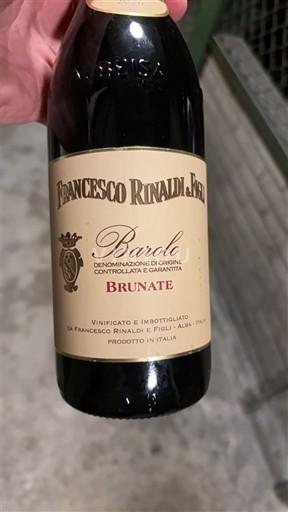 FRANCESCO RINALDI & FIGLI
Barolo
DENOMINAZIONE DI ORIGINE
CONTROLLATA E GARANTITA
BRUNATE
VINIFICATO E IMBOTTIGLIATO
DA FRANCESCO RINALDI E FIGLI - ALBA - ITALIA
PRODOTTO IN ITALIA